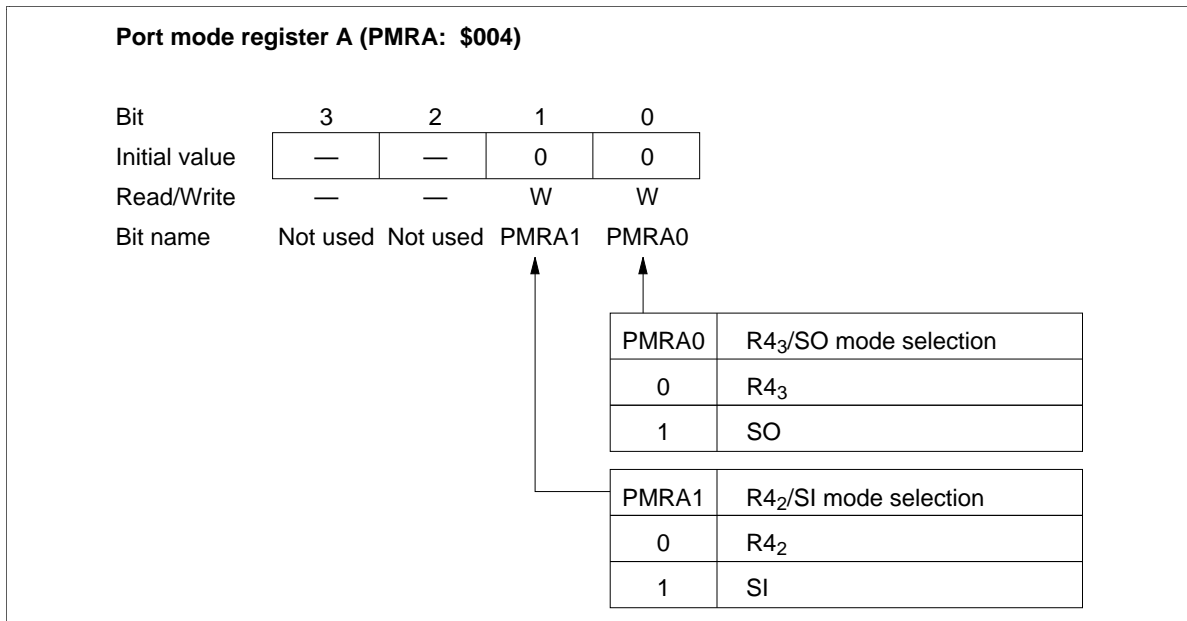 Port mode register A (PMRA: $004)
Bit 3 2 1 0
Initial value — — 0 0
Read/Write — — W W
Bit name Not used Not used PMRA1 PMRA0
PMRA0 R4₃/SO mode selection
0 R4₃
1 SO
PMRA1 R4₂/SI mode selection
0 R4₂
1 SI